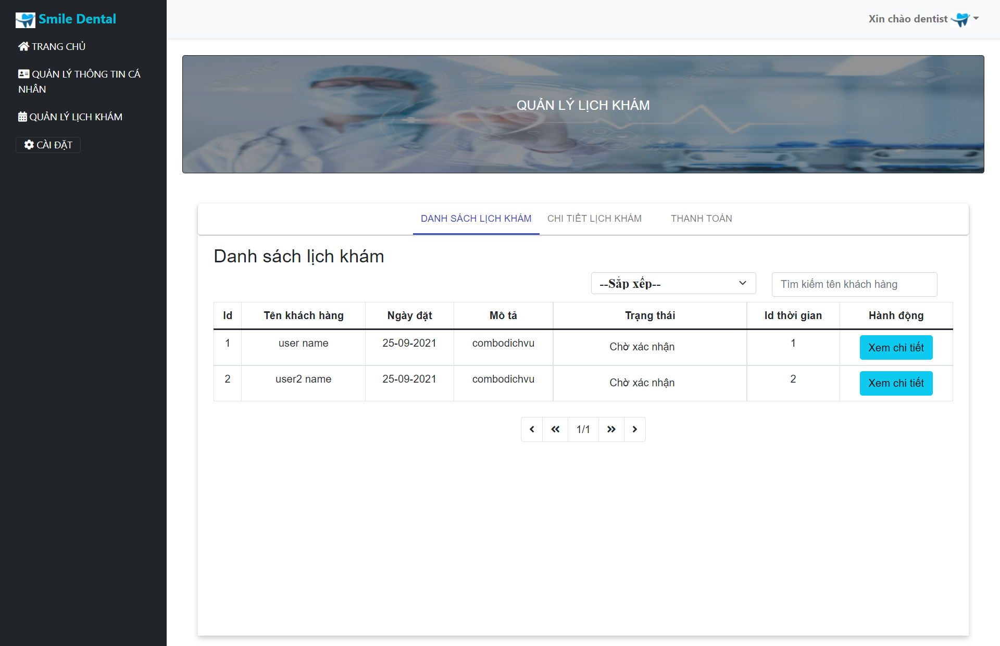 Smile Dental
Xin chào dentist
TRANG CHỦ
QUẢN LÝ THÔNG TIN CÁ
NHÂN
QUẢN LÝ LỊCH KHÁM
CÀI ĐẶT
QUẢN LÝ LỊCH KHÁM
DANH SÁCH LỊCH KHÁM CHI TIẾT LỊCH KHÁM THANH TOÁN
Danh sách lịch khám
--Sắp xếp-- Tìm kiếm tên khách hàng
Id Tên khách hàng Ngày đặt Mô tả Trạng thái Id thời gian Hành động
1 user name 25-09-2021 combodichvu Chờ xác nhận 1 Xem chi tiết
2 user2 name 25-09-2021 combodichvu Chờ xác nhận 2 Xem chi tiết
1/1